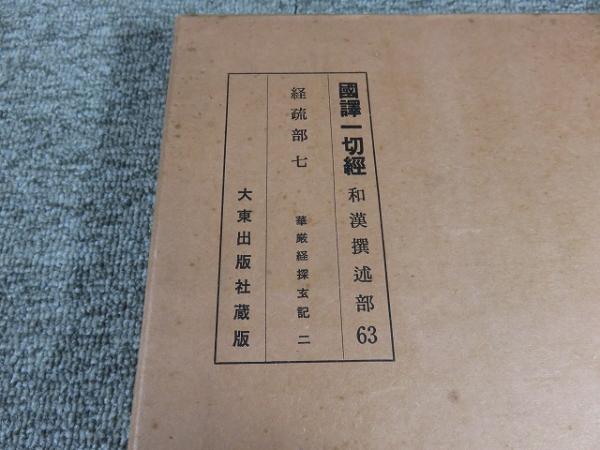 國譯一切經 和漢撰述部 63
経疏部 七 華厳経探玄記 二
大東出版社蔵版